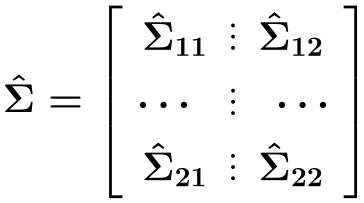 Σ̂ = [ Σ̂₁₁ ⋮ Σ̂₁₂
⋯ ⋮ ⋯
Σ̂₂₁ ⋮ Σ̂₂₂ ]